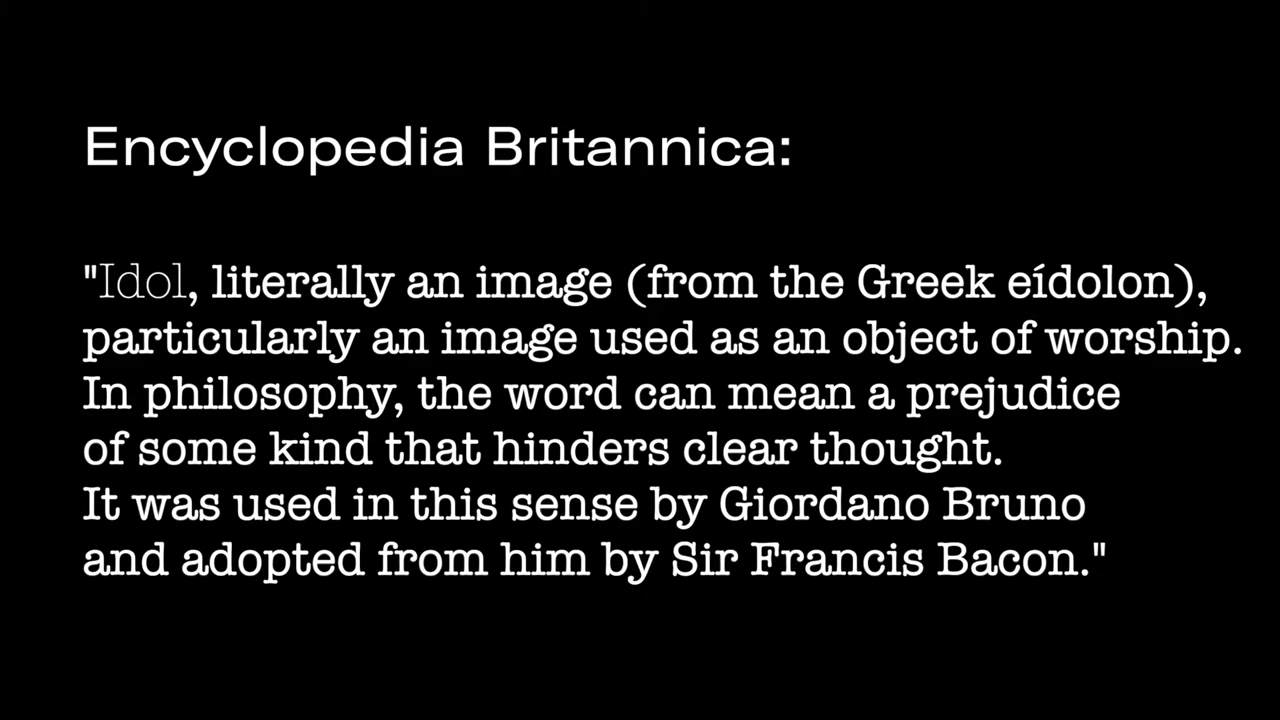 Encyclopedia Britannica:
"Idol, literally an image (from the Greek eídolon),
particularly an image used as an object of worship.
In philosophy, the word can mean a prejudice
of some kind that hinders clear thought.
It was used in this sense by Giordano Bruno
and adopted from him by Sir Francis Bacon."